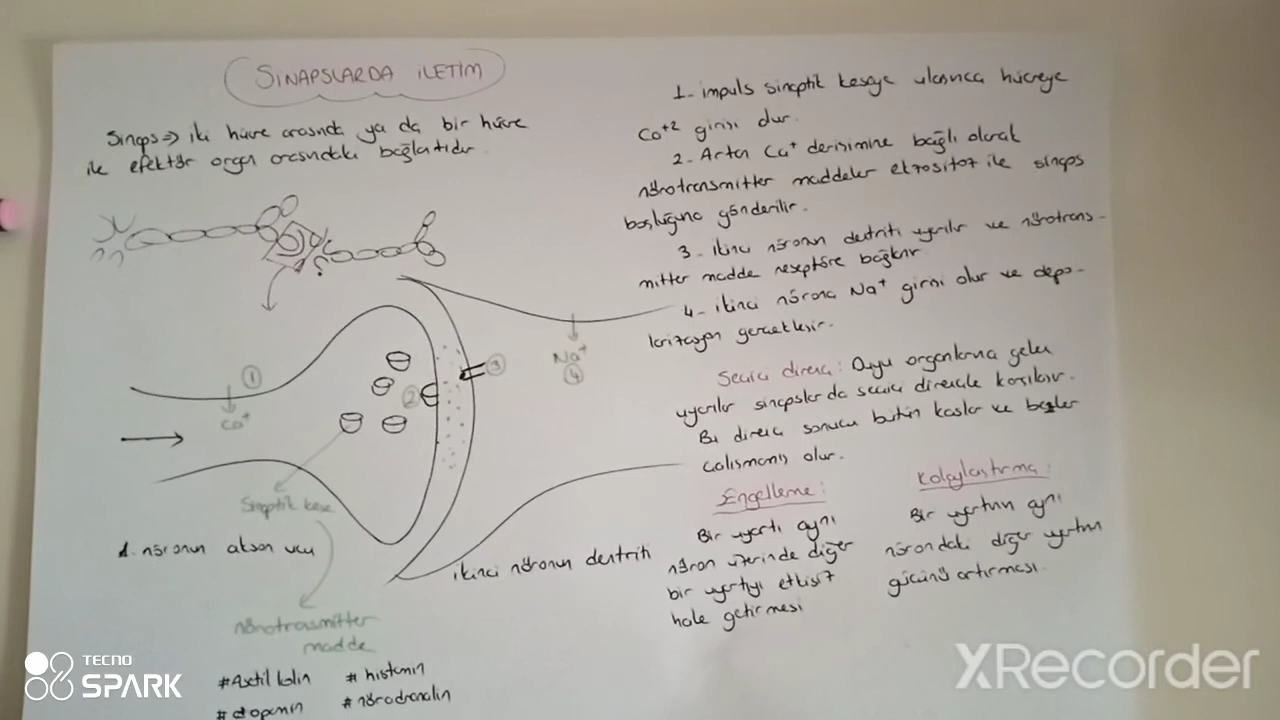 SINAPSLARDA İLETİM
Sinaps => iki hücre arasında ya da bir hücre
ile efektör organ arasındaki bağlantıdır.
1
Ca+
2
3
Na+
4
Sinaptik kese
1. nöronun akson ucu
ikinci nöronun dentriti
nörotransmitter
madde
#Asetil kolin # histamin
#dopamin # nöradrenalin
1- impuls sinaptik keseye ulaşınca hücreye
Ca+2 girişi olur.
2- Artan Ca+ derişimine bağlı olarak
nörotransmitter maddeler ekzositoz ile sinaps
boşluğuna gönderilir.
3- ikinci nöronun dentriti uyarılır ve nörotrans-
mitter madde reseptöre bağlanır.
4- ikinci nörona Na+ girişi olur ve depo-
larizasyon gerçekleşir.
Seçici direnç: Duyu organlarına gelen
uyarılar sinapslarda seçici dirençle karşılanır.
Bu direnç sonucu bütün kaslar ve bezler
çalışmamış olur.
Engelleme:
Bir uyartı aynı
nöron üzerinde diğer
bir uyartıyı etkisiz
hale getirmesi
Kolaylaştırma:
Bir uyartının aynı
nörondaki diğer uyartının
gücünü artırması.
TECNO
SPARK
XRecorder